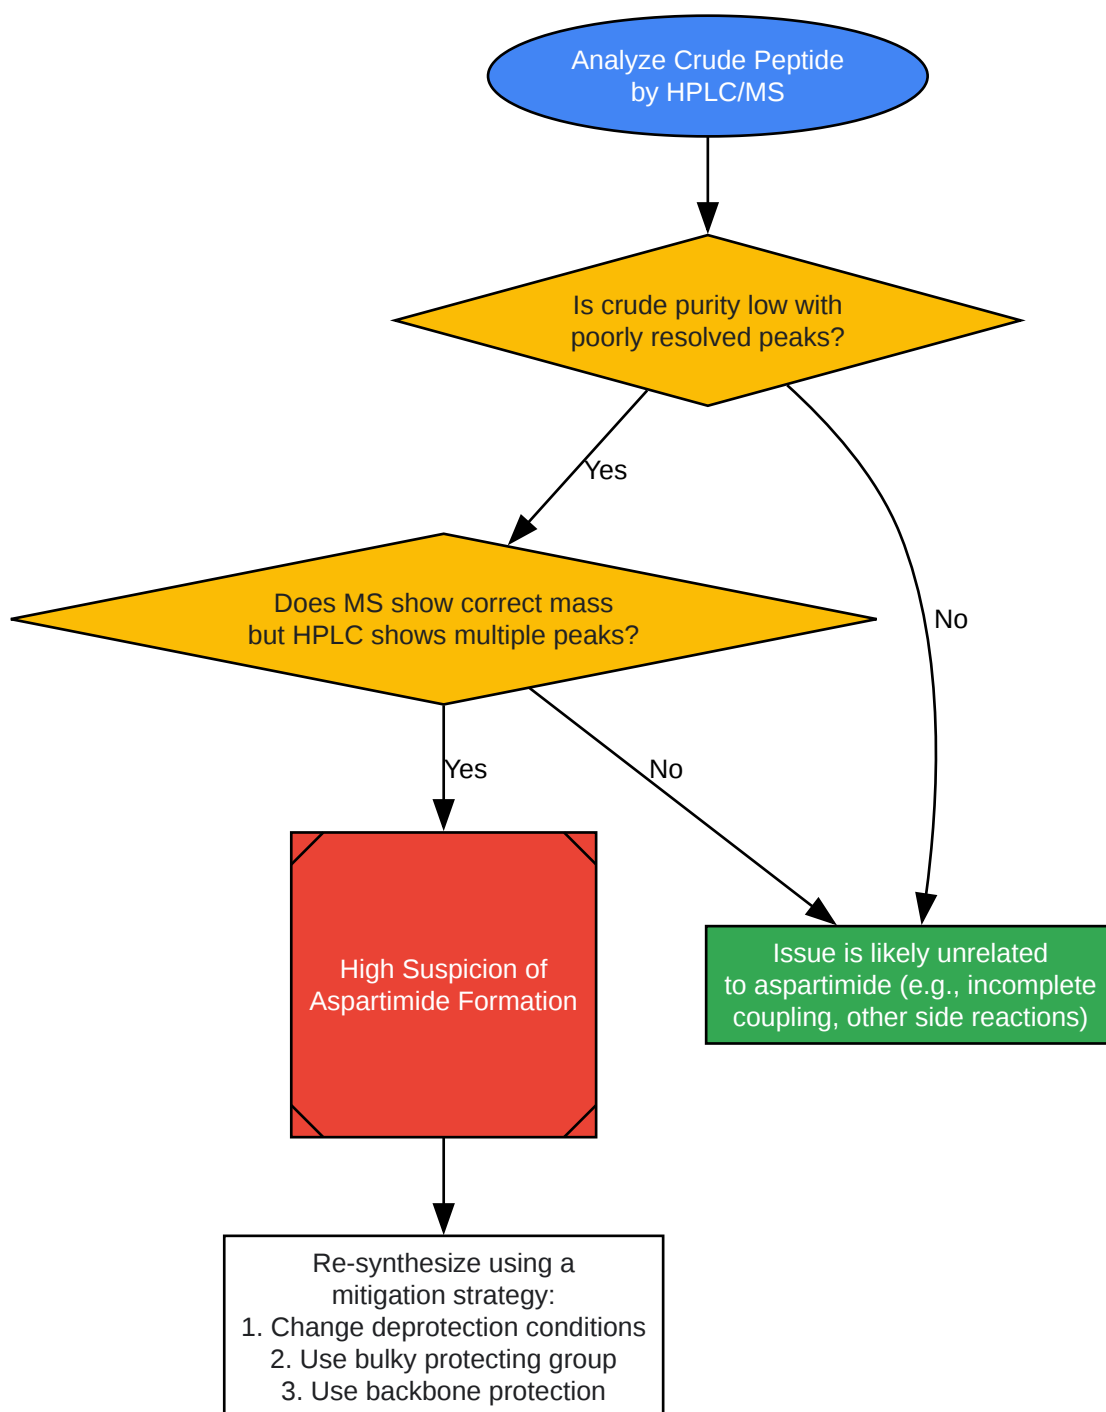 Analyze Crude Peptide
by HPLC/MS
Is crude purity low with
poorly resolved peaks?
Yes
No
Does MS show correct mass
but HPLC shows multiple peaks?
Yes
No
High Suspicion of
Aspartimide Formation
Issue is likely unrelated
to aspartimide (e.g., incomplete
coupling, other side reactions)
Re-synthesize using a
mitigation strategy:
1. Change deprotection conditions
2. Use bulky protecting group
3. Use backbone protection